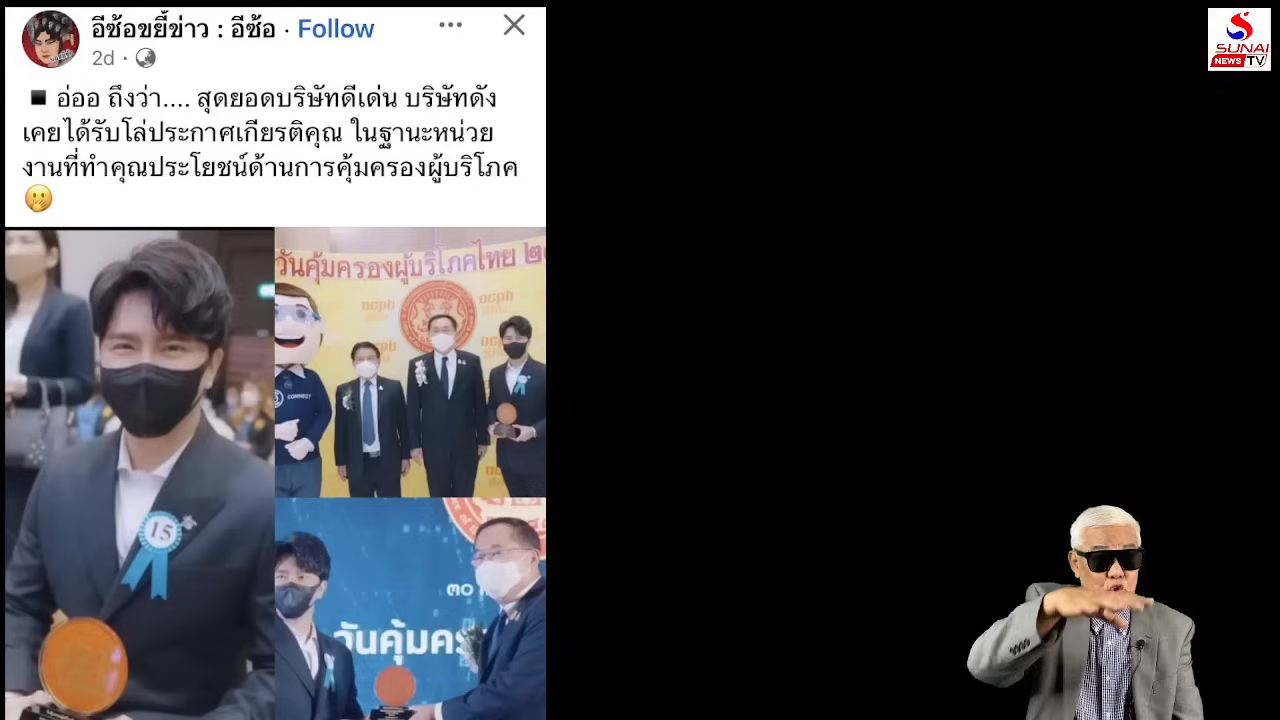 อีซ้อขยี้ข่าว : อีซ้อ · Follow
2d ·
อ่ออ ถึงว่า.... สุดยอดบริษัทดีเด่น บริษัทดัง
เคยได้รับโล่ประกาศเกียรติคุณ ในฐานะหน่วย
งานที่ทำคุณประโยชน์ด้านการคุ้มครองผู้บริโภค
SUNAI
NEWS TV
วันคุ้มครองผู้บริโภคไทย
ocpb
CONNECT
15
๓๐
วันคุ้มคร